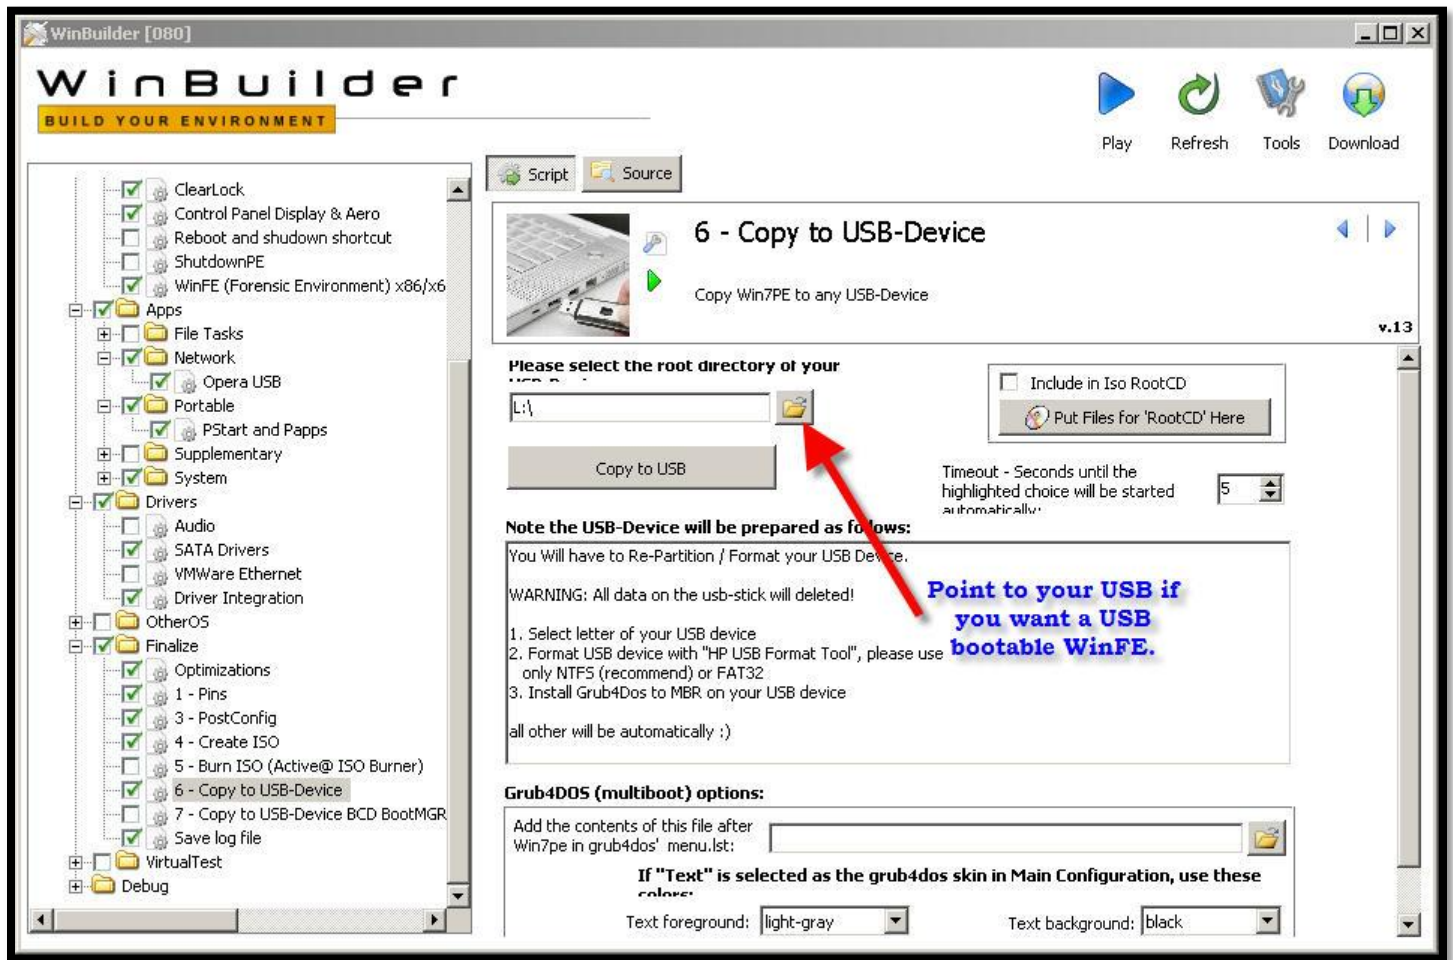 WinBuilder [080]
WinBuilder
BUILD YOUR ENVIRONMENT
Play
Refresh
Tools
Download
ClearLock
Control Panel Display & Aero
Reboot and shudown shortcut
ShutdownPE
WinFE (Forensic Environment) x86/x6
Apps
File Tasks
Network
Opera USB
Portable
PStart and Papps
Supplementary
System
Drivers
Audio
SATA Drivers
VMWare Ethernet
Driver Integration
OtherOS
Finalize
Optimizations
1 - Pins
3 - PostConfig
4 - Create ISO
5 - Burn ISO (Active@ ISO Burner)
6 - Copy to USB-Device
7 - Copy to USB-Device BCD BootMGR
Save log file
VirtualTest
Debug
Script
Source
6 - Copy to USB-Device
Copy Win7PE to any USB-Device
v.13
Please select the root directory of your
L:\
Copy to USB
Include in Iso RootCD
Put Files for 'RootCD' Here
Timeout - Seconds until the
highlighted choice will be started
automatically:
5
Note the USB-Device will be prepared as follows:
You Will have to Re-Partition / Format your USB Device.
WARNING: All data on the usb-stick will deleted!
1. Select letter of your USB device
2. Format USB device with "HP USB Format Tool", please use
only NTFS (recommend) or FAT32
3. Install Grub4Dos to MBR on your USB device
all other will be automatically ;)
Point to your USB if
you want a USB
bootable WinFE.
Grub4DOS (multiboot) options:
Add the contents of this file after
Win7pe in grub4dos' menu.lst:
If "Text" is selected as the grub4dos skin in Main Configuration, use these
colors:
Text foreground:
light-gray
Text background:
black